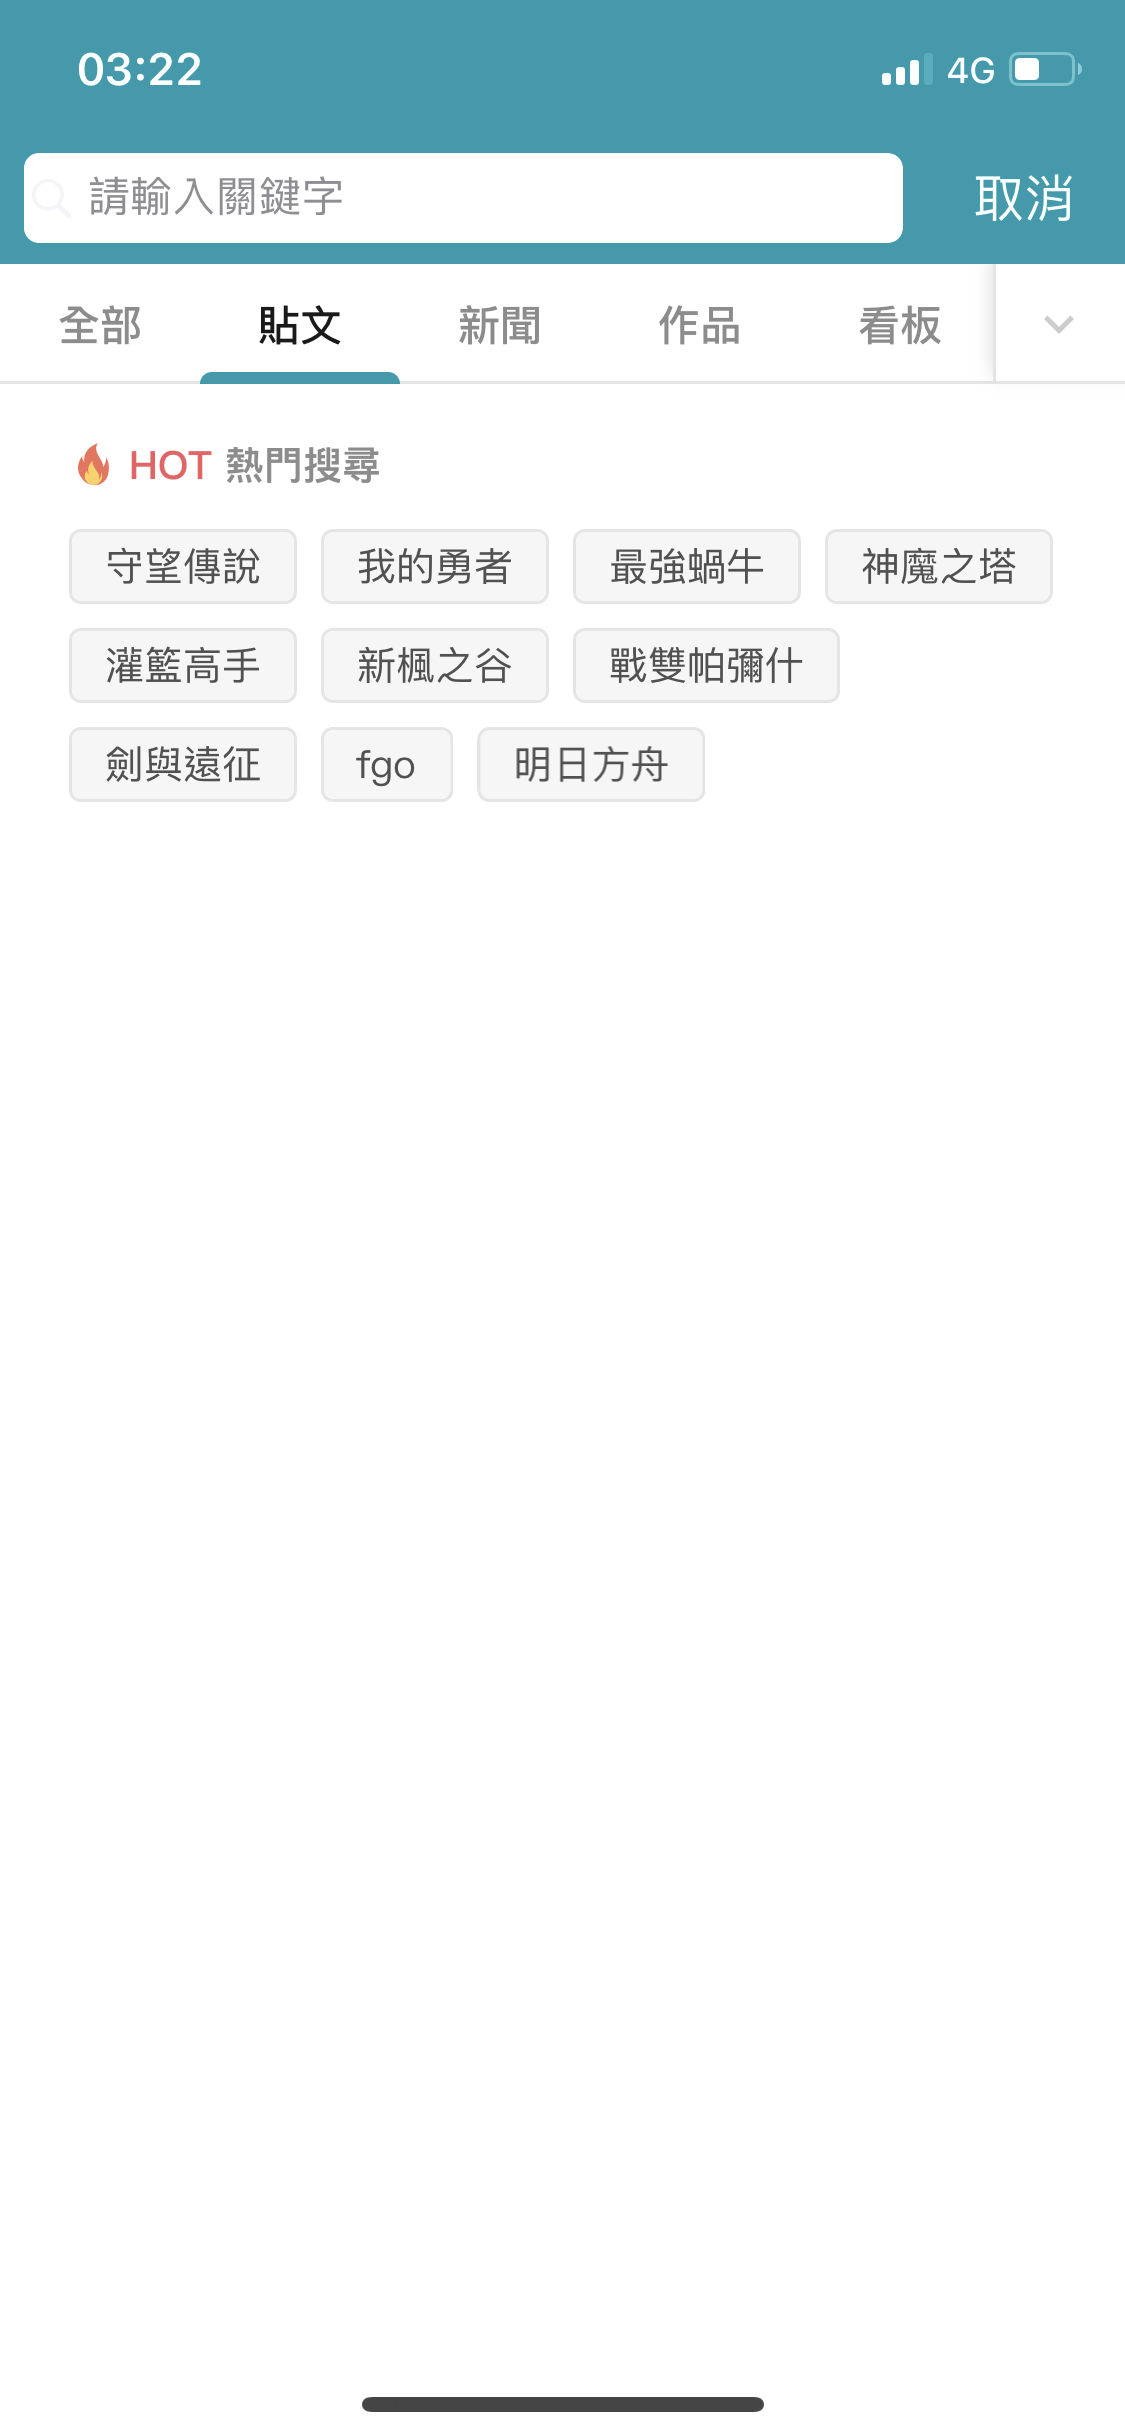 03:22 4G
請輸入關鍵字 取消
全部 貼文 新聞 作品 看板
HOT 熱門搜尋
守望傳說 我的勇者 最強蝸牛 神魔之塔
灌籃高手 新楓之谷 戰雙帕彌什
劍與遠征 fgo 明日方舟